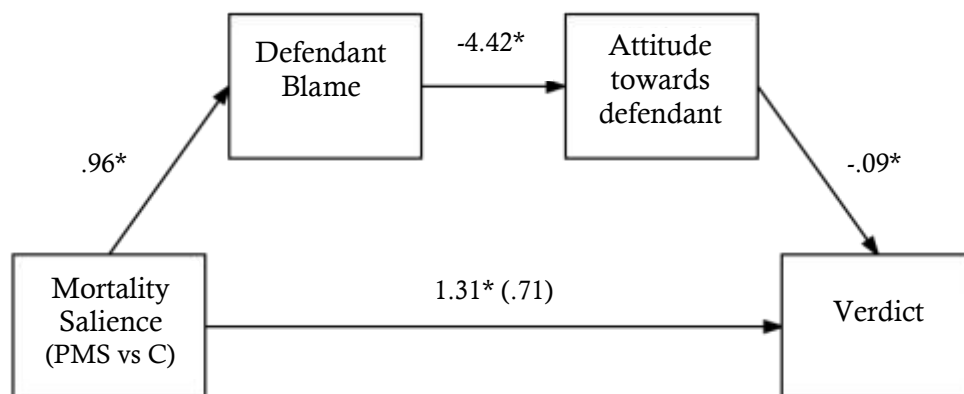 Defendant
Blame
-4.42*
Attitude
towards
defendant
.96*
-.09*
Mortality
Salience
(PMS vs C)
1.31* (.71)
Verdict